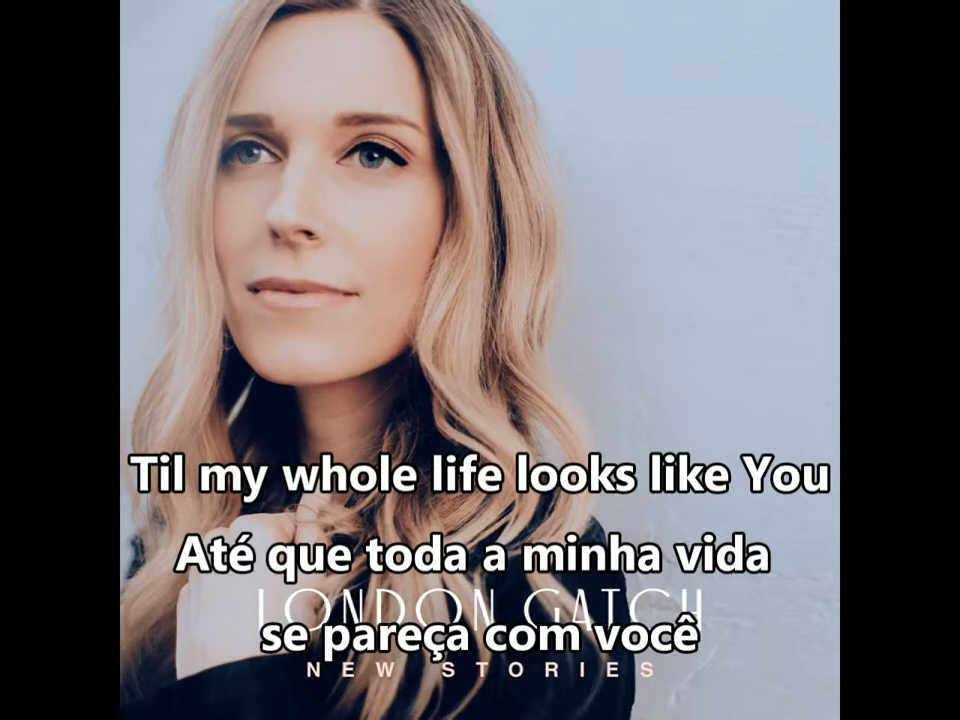 Til my whole life looks like You
Até que toda a minha vida
LONDON GATCH
se pareça com você
NEW STORIES